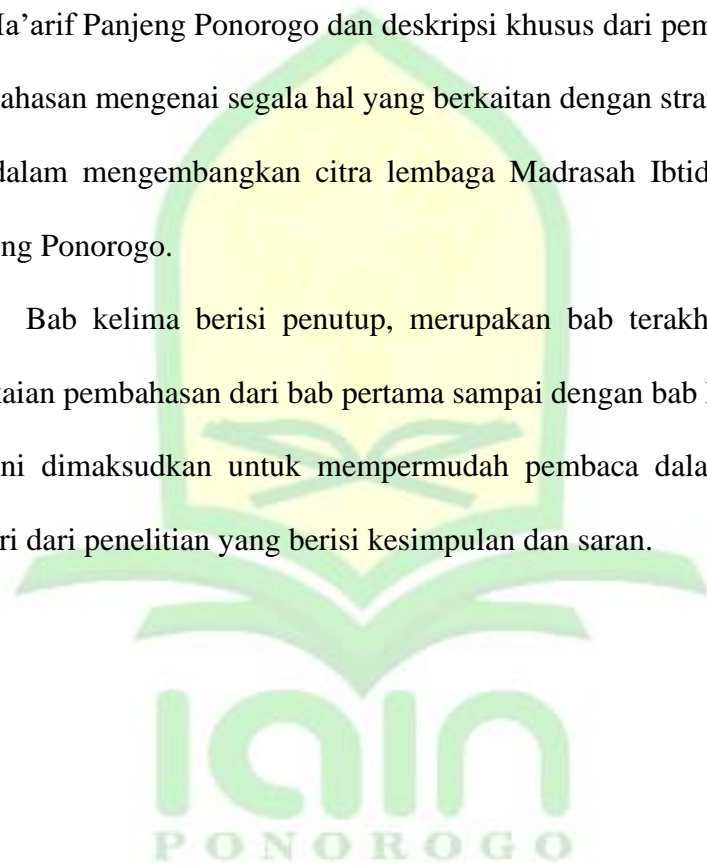 Ma’arif Panjeng Ponorogo dan deskripsi khusus dari pem
ahasan mengenai segala hal yang berkaitan dengan stra
dalam mengembangkan citra lembaga Madrasah Ibtid
ng Ponorogo.
Bab kelima berisi penutup, merupakan bab terakh
kaian pembahasan dari bab pertama sampai dengan bab
ni dimaksudkan untuk mempermudah pembaca dala
ri dari penelitian yang berisi kesimpulan dan saran.
iain
PONOROGO